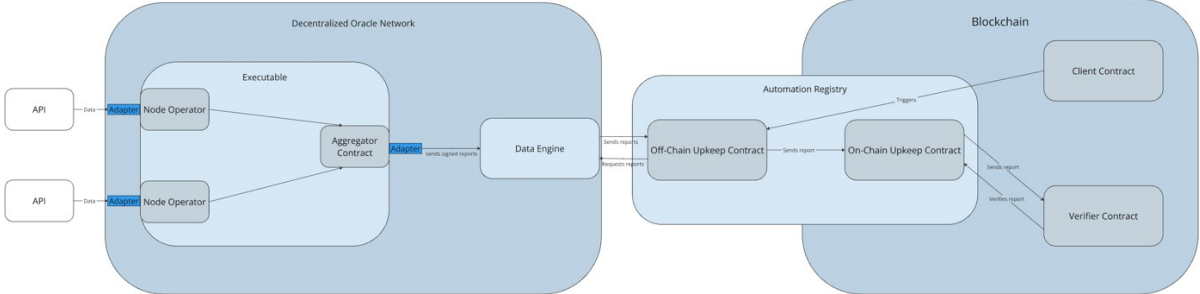 Decentralized Oracle Network
Blockchain
Executable
Automation Registry
Client Contract
API
Data
Adapter
Node Operator
Triggers
Aggregator
Contract
Adapter
sends signed reports
Data Engine
Sends reports
Requests reports
Off-Chain Upkeep Contract
Sends report
On-Chain Upkeep Contract
Sends report
Verifies report
API
Data
Adapter
Node Operator
Verifier Contract